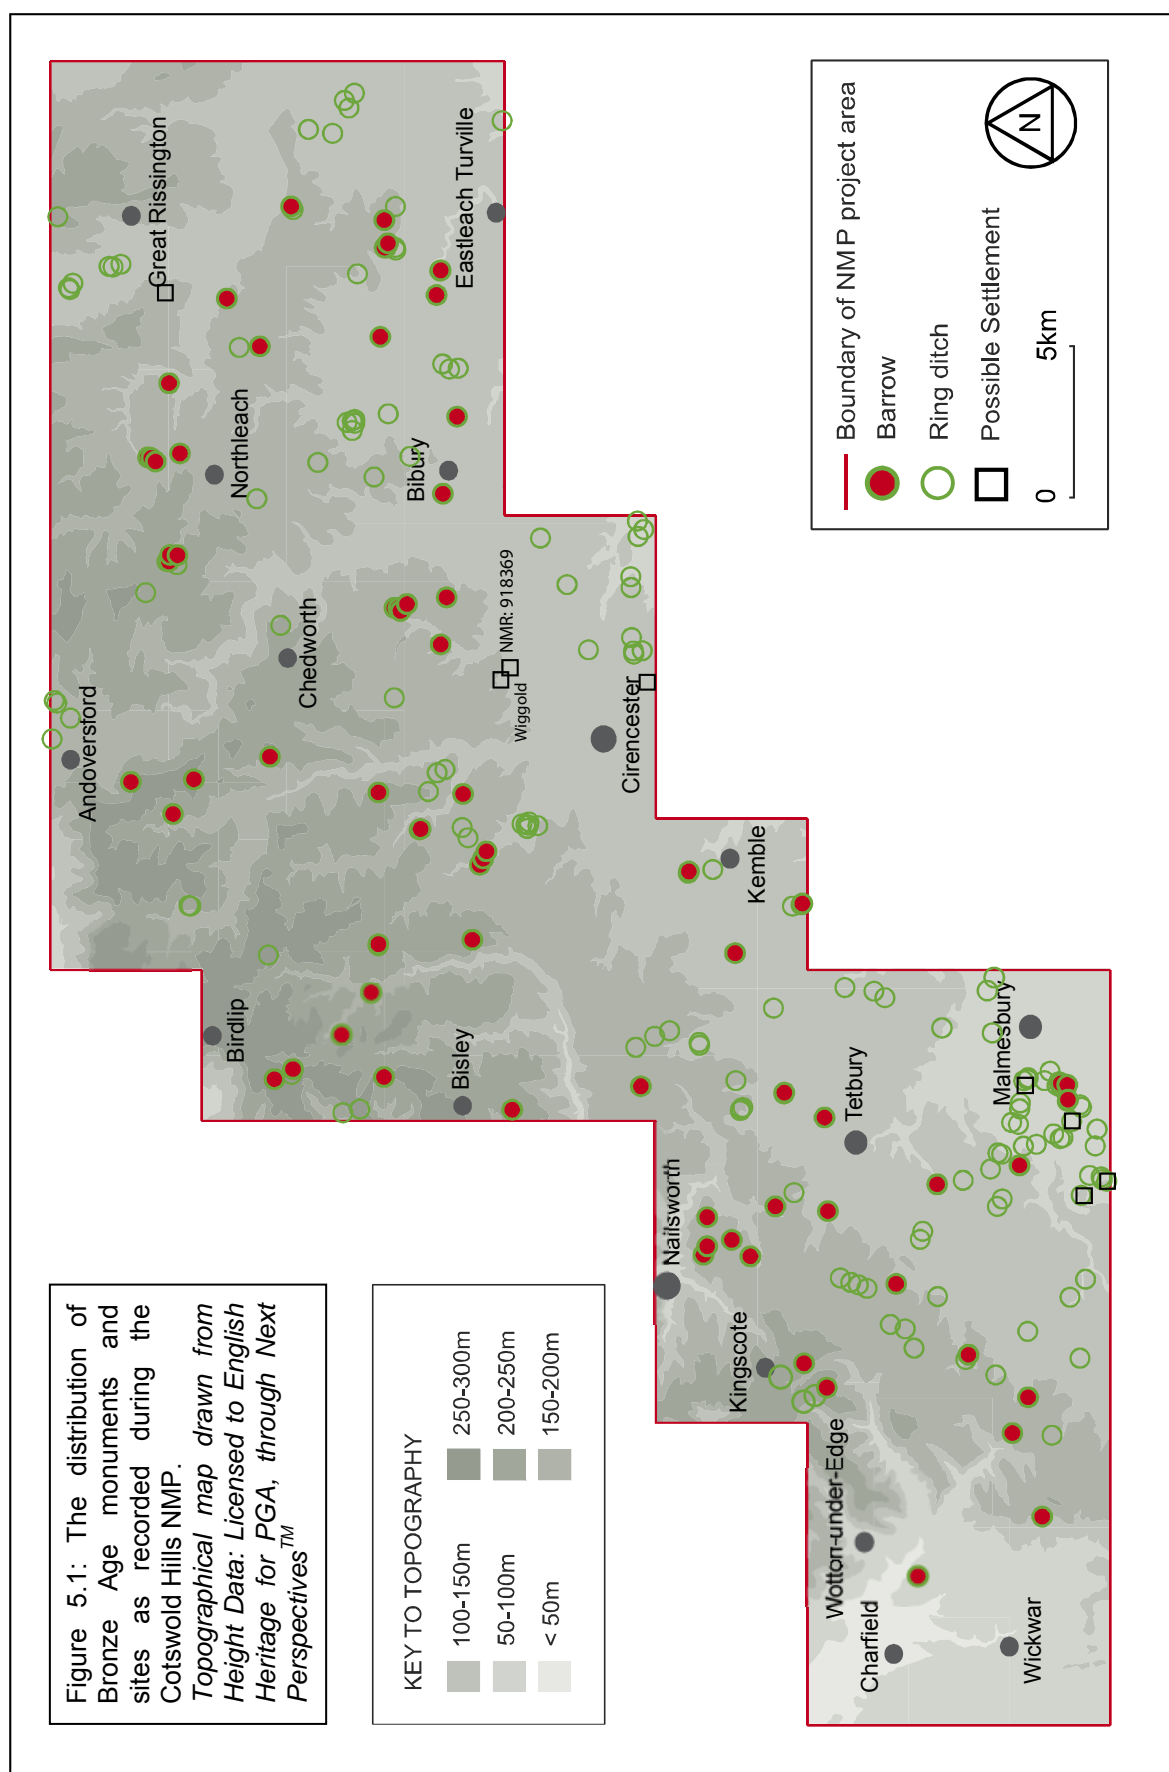 Figure 5.1: The distribution of
Bronze Age monuments and
sites as recorded during the
Cotswold Hills NMP.
Topographical map drawn from
Height Data: Licensed to English
Heritage for PGA, through Next
Perspectives™
KEY TO TOPOGRAPHY
100-150m
250-300m
50-100m
200-250m
< 50m
150-200m
Andoversford
Great Rissington
Northleach
Chedworth
Birdlip
Bibury
Eastleach Turville
Bisley
NMR: 918369
Wiggold
Cirencester
Nailsworth
Kemble
Kingscote
Tetbury
Wotton-under-Edge
Charfield
Malmesbury
Wickwar
Boundary of NMP project area
Barrow
Ring ditch
Possible Settlement
0 5km
N